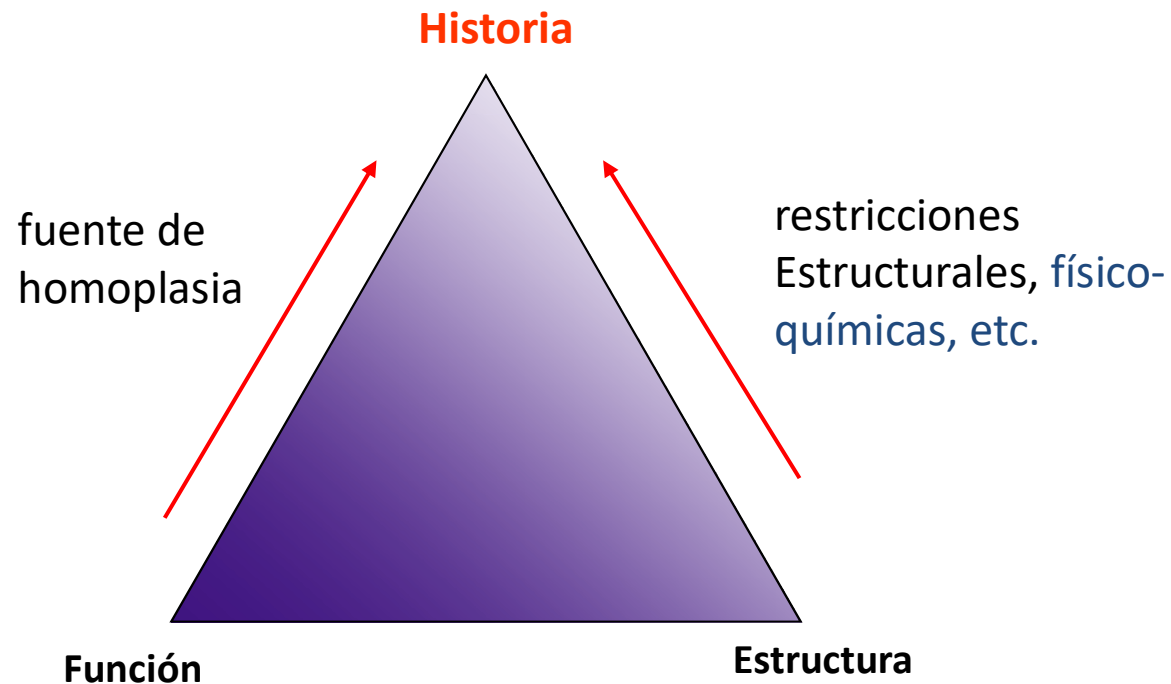 Historia
fuente de
homoplasia
restricciones
Estructurales, físico-
químicas, etc.
Función
Estructura